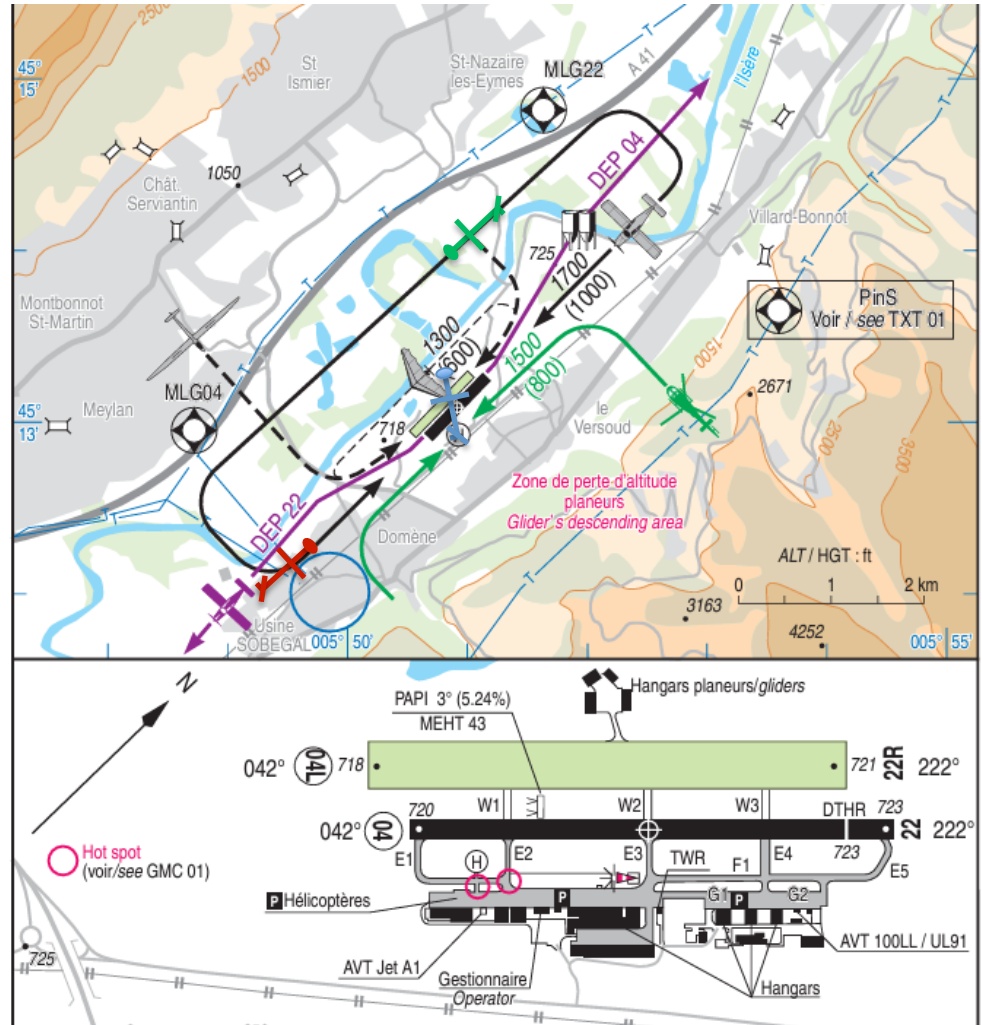 2500
1500
45°
15'
St
Ismier
St-Nazaire
les-Eymes
A 41
MLG22
l'Isère
1050
Chât.
Serviantin
DEP 04
Villard-Bonnot
725
1700
(1000)
PinS
Voir / see TXT 01
Montbonnot
St-Martin
1300
(600)
1500
(800)
1500
2671
MLG04
Meylan
45°
13'
718
H
le
Versoud
2500
3500
Zone de perte d'altitude
planeurs
Glider's descending area
DEP 22
Domène
ALT / HGT : ft
0 1 2 km
Usine
SOBEGAL
005° 50'
3163
4252
005° 55'
N
PAPI 3° (5.24%)
MEHT 43
Hangars planeurs/gliders
042° 04L 718
721 22R 222°
W1 W2 W3
720
DTHR 723
042° 04
22 222°
723
E1 E2 E3 E4 E5
TWR
F1
Hot spot
(voir/see GMC 01)
H
P Hélicoptères
P
G1 P G2
725
AVT Jet A1
Gestionnaire
Operator
AVT 100LL / UL91
Hangars